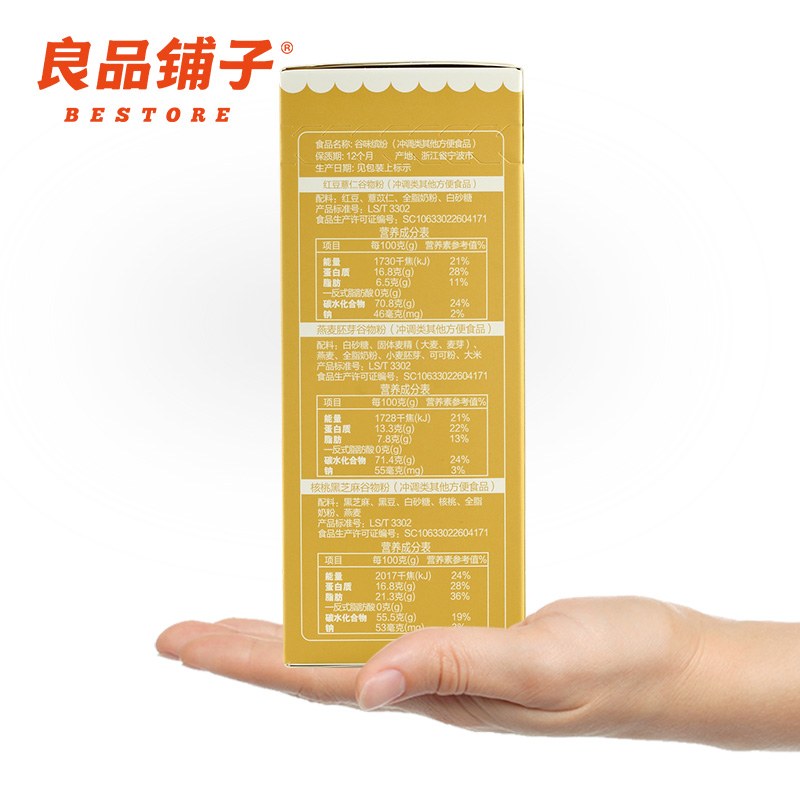 良品铺子®
BESTORE
食品名称: 谷味缤纷（冲调类其他方便食品）
保质期: 12个月 产地: 浙江省宁波市
生产日期: 见包装上标示
红豆薏仁谷物粉（冲调类其他方便食品）
配料: 红豆、薏苡仁、全脂奶粉、白砂糖
产品标准号: LS/T 3302
食品生产许可证编号: SC10633022604171
营养成分表
项目 每100克(g) 营养素参考值%
能量 1730千焦(kJ) 21%
蛋白质 16.8克(g) 28%
脂肪 6.5克(g) 11%
—反式脂肪酸 0克(g)
碳水化合物 70.8克(g) 24%
钠 46毫克(mg) 2%
燕麦胚芽谷物粉（冲调类其他方便食品）
配料: 白砂糖、固体麦精（大麦、麦芽）、
燕麦、全脂奶粉、小麦胚芽、可可粉、大米
产品标准号: LS/T 3302
食品生产许可证编号: SC10633022604171
营养成分表
项目 每100克(g) 营养素参考值%
能量 1728千焦(kJ) 21%
蛋白质 13.3克(g) 22%
脂肪 7.8克(g) 13%
—反式脂肪酸 0克(g)
碳水化合物 71.4克(g) 24%
钠 55毫克(mg) 3%
核桃黑芝麻谷物粉（冲调类其他方便食品）
配料: 黑芝麻、黑豆、白砂糖、核桃、全脂
奶粉、燕麦
产品标准号: LS/T 3302
食品生产许可证编号: SC10633022604171
营养成分表
项目 每100克(g) 营养素参考值%
能量 2017千焦(kJ) 24%
蛋白质 16.8克(g) 28%
脂肪 21.3克(g) 36%
—反式脂肪酸 0克(g)
碳水化合物 55.5克(g) 19%
钠 53毫克(mg)